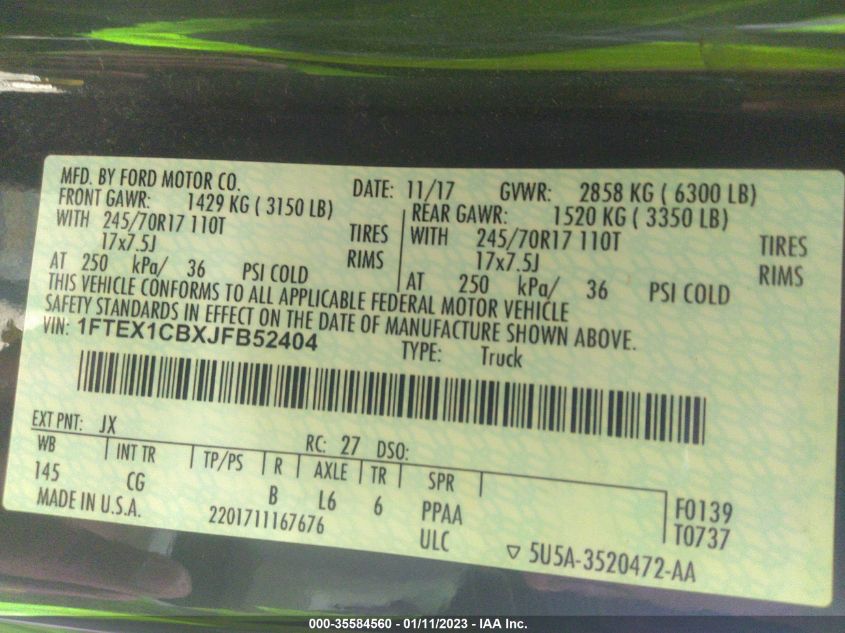 MFD. BY FORD MOTOR CO.
DATE: 11/17 GVWR: 2858 KG ( 6300 LB)
FRONT GAWR: 1429 KG ( 3150 LB)
WITH 245/70R17 110T TIRES
17x7.5J RIMS
AT 250 kPa/ 36 PSI COLD
REAR GAWR: 1520 KG ( 3350 LB)
WITH 245/70R17 110T TIRES
17x7.5J RIMS
AT 250 kPa/ 36 PSI COLD
THIS VEHICLE CONFORMS TO ALL APPLICABLE FEDERAL MOTOR VEHICLE
SAFETY STANDARDS IN EFFECT ON THE DATE OF MANUFACTURE SHOWN ABOVE.
VIN: 1FTEX1CBXJFB52404
TYPE: Truck
EXT PNT: JX RC: 27 DSO:
WB INT TR TP/PS R AXLE TR SPR
145 CG B L6 6 PPAA F0139
MADE IN U.S.A. 2201711167676 ULC T0737
▽ 5U5A-3520472-AA
000-35584560 - 01/11/2023 - IAA Inc.